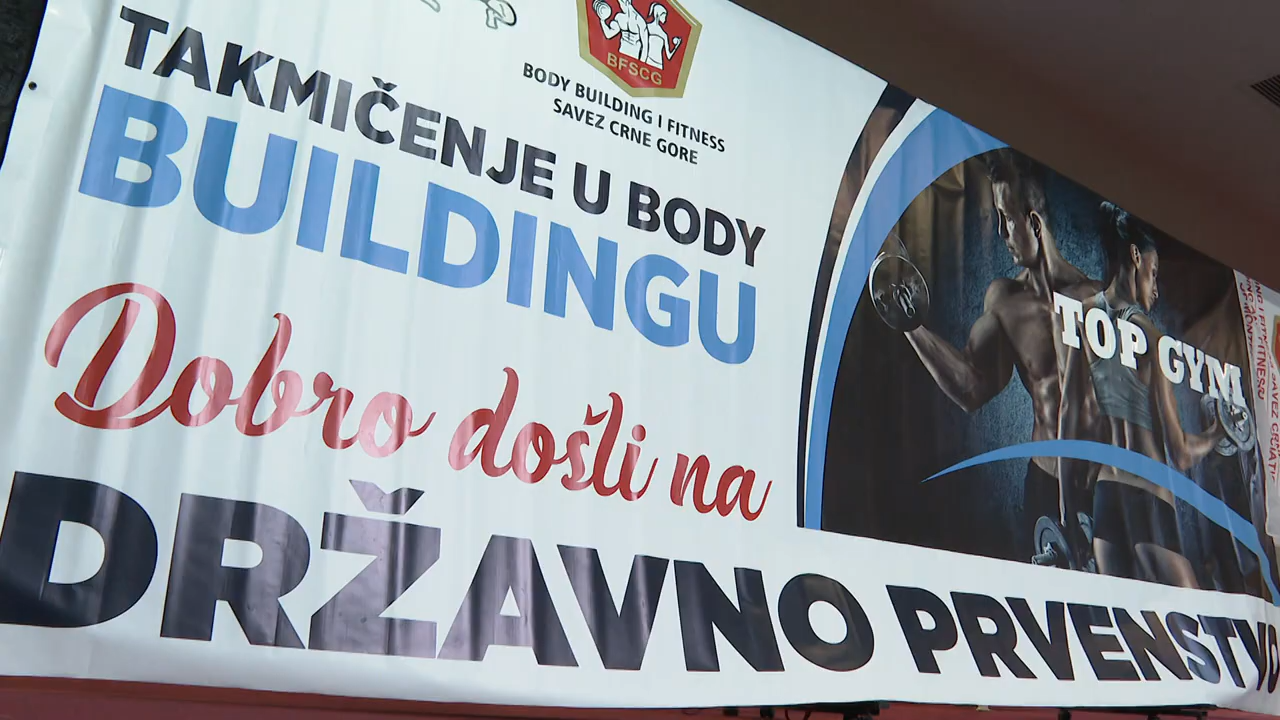 BFSCG
BODY BUILDING I FITNESS
SAVEZ CRNE GORE
TAKMIČENJE U BODY
BUILDINGU
Dobro došli na
DRŽAVNO PRVENSTVO
TOP GYM